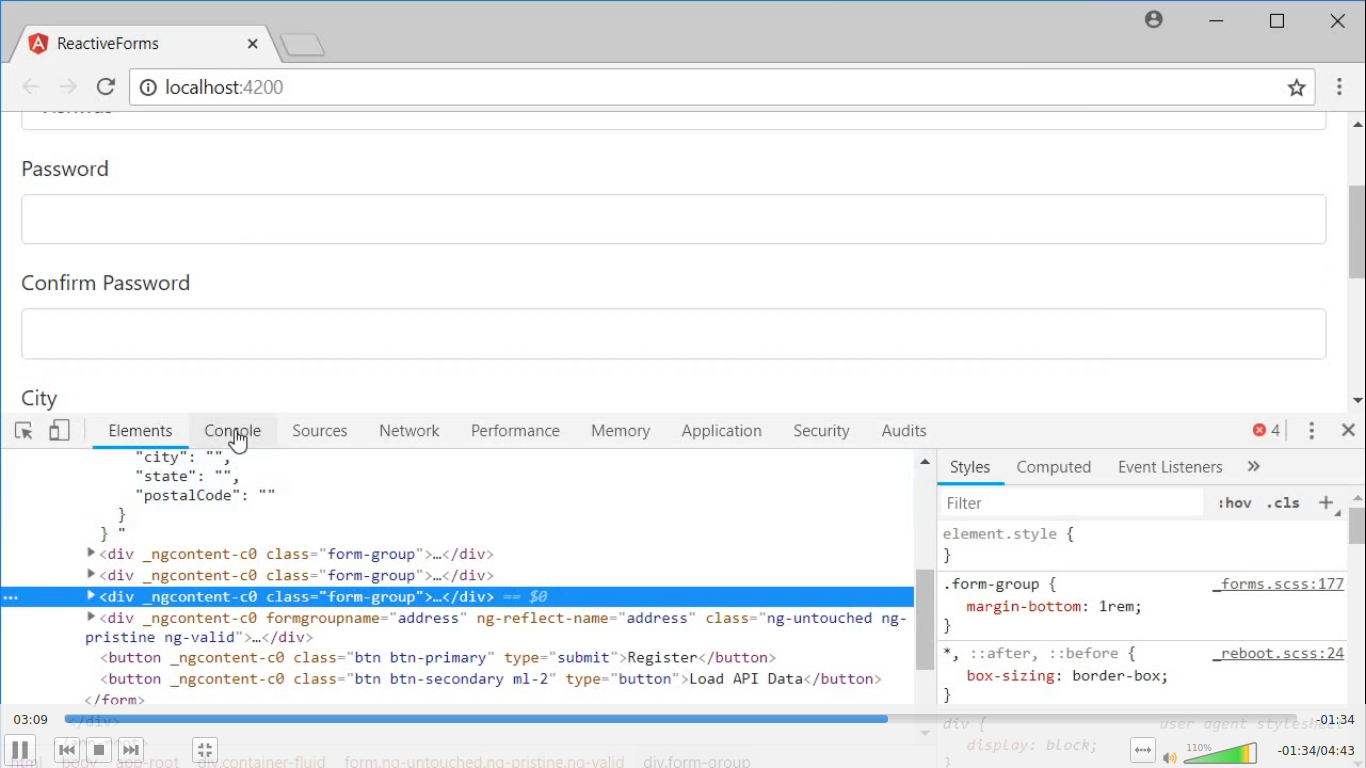 ReactiveForms
localhost:4200
Password
Confirm Password
City
Elements Console Sources Network Performance Memory Application Security Audits 4
"city": "",
"state": "",
"postalCode": ""
}
} "
<div _ngcontent-c0 class="form-group">…</div>
<div _ngcontent-c0 class="form-group">…</div>
… <div _ngcontent-c0 class="form-group">…</div> == $0
<div _ngcontent-c0 formgroupname="address" ng-reflect-name="address" class="ng-untouched ng-
pristine ng-valid">…</div>
<button _ngcontent-c0 class="btn btn-primary" type="submit">Register</button>
<button _ngcontent-c0 class="btn btn-secondary ml-2" type="button">Load API Data</button>
</form>
</div>
html body app-root div.container-fluid form.ng-untouched.ng-pristine.ng-valid div.form-group
Styles Computed Event Listeners »
Filter :hov .cls +
element.style {
}
.form-group { _forms.scss:177
margin-bottom: 1rem;
}
*, ::after, ::before { _reboot.scss:24
box-sizing: border-box;
}
div { user agent stylesheet
display: block;
}
03:09 -01:34
110% -01:34/04:43